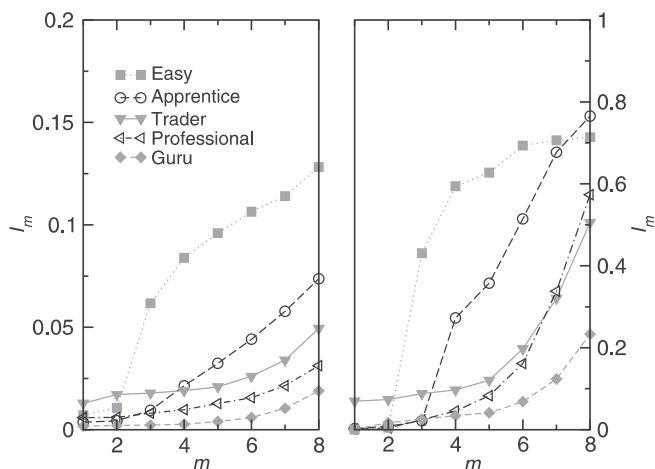 0.2
0.15
0.1
0.05
0
I_m
Easy
Apprentice
Trader
Professional
Guru
2 4 6 8
m
1
0.8
0.6
0.4
0.2
0
I_m
2 4 6 8
m